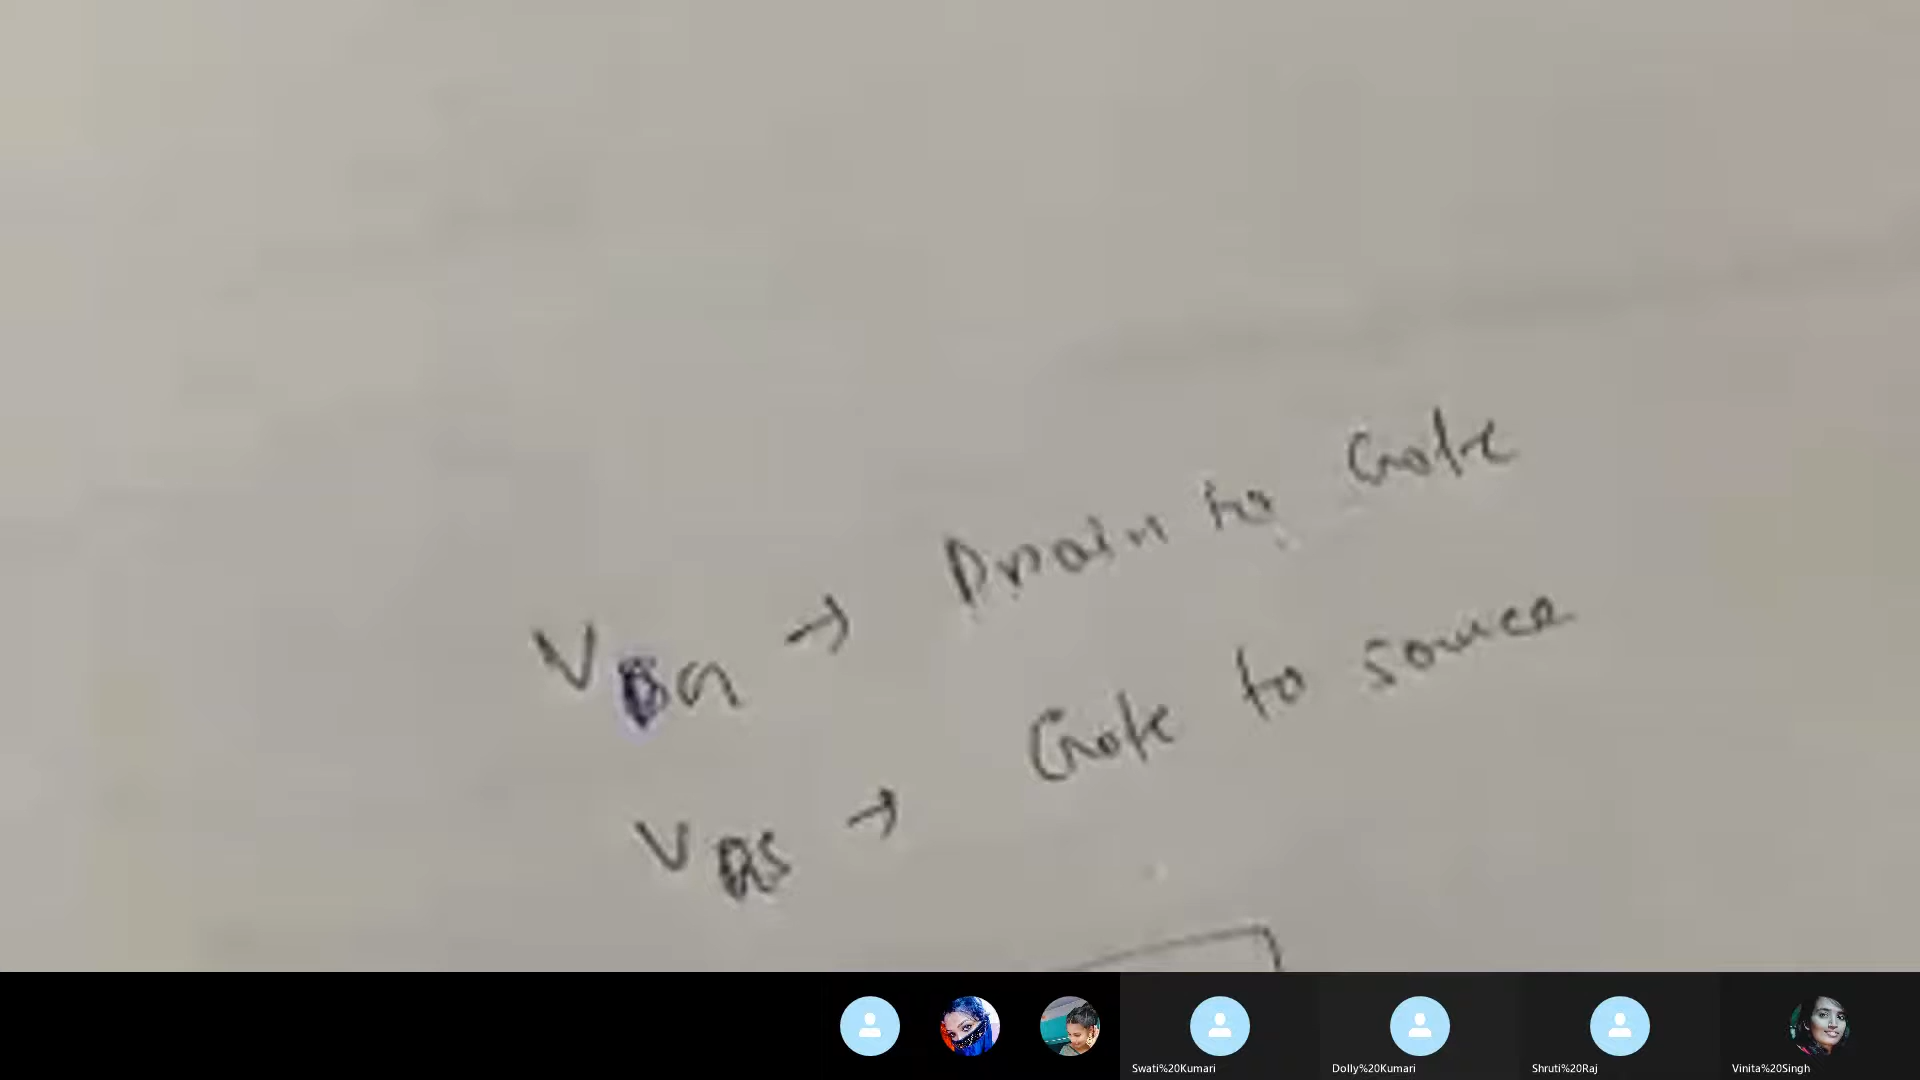 VDG → Drain to Gate
VGS → Gate to source
Swati%20Kumari
Dolly%20Kumari
Shruti%20Raj
Vinita%20Singh